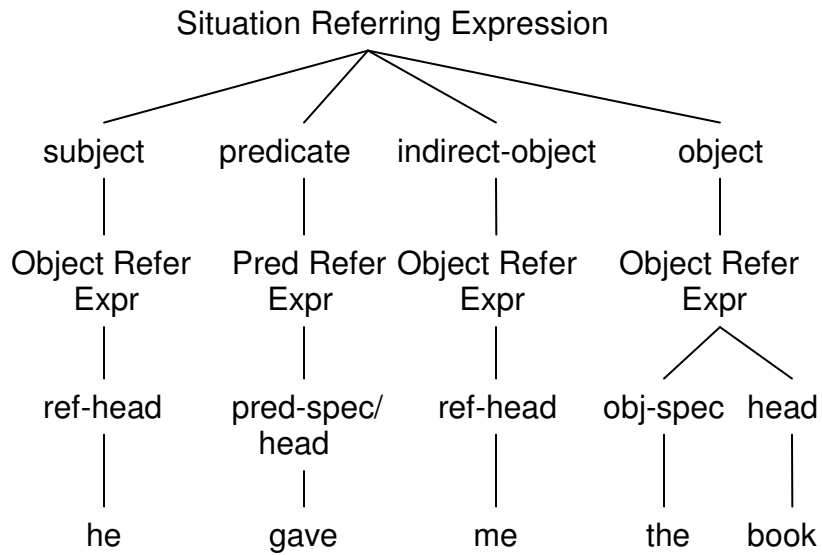 Situation Referring Expression
subject predicate indirect-object object
Object Refer Pred Refer Object Refer Object Refer
Expr Expr Expr Expr
ref-head pred-spec/ ref-head obj-spec head
head
he gave me the book